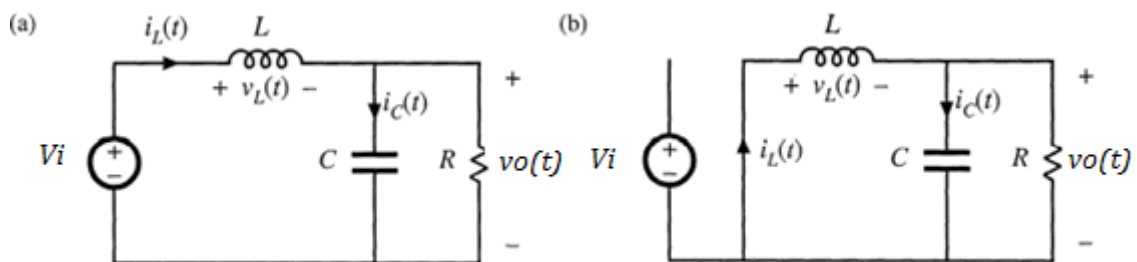 (a)
i_L(t)
L
+ v_L(t) −
+
i_C(t)
Vi
+
−
C
R
vo(t)
−
(b)
L
+ v_L(t) −
+
i_C(t)
Vi
+
−
i_L(t)
C
R
vo(t)
−